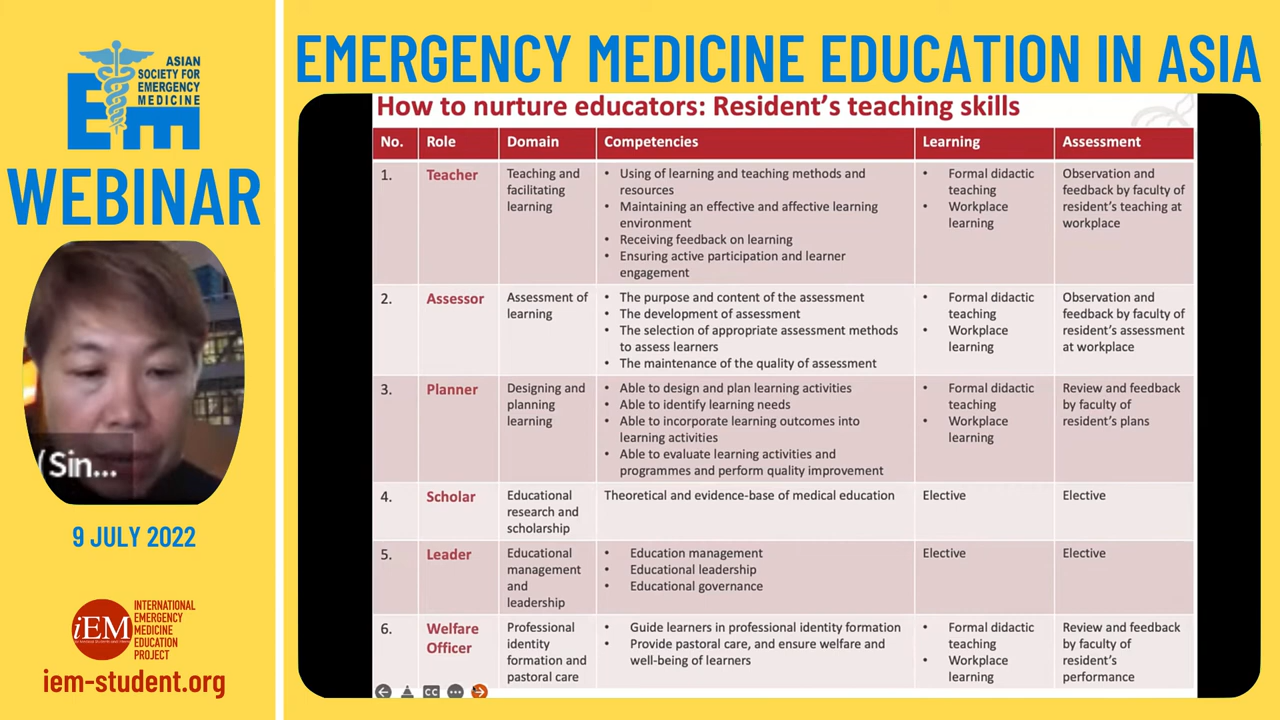 ASIAN
SOCIETY FOR
EMERGENCY
MEDICINE
EM
WEBINAR
(Sin...
9 JULY 2022
iEM
INTERNATIONAL
EMERGENCY
MEDICINE
EDUCATION
PROJECT
iem-student.org
EMERGENCY MEDICINE EDUCATION IN ASIA
How to nurture educators: Resident's teaching skills
No. Role Domain Competencies Learning Assessment
1. Teacher
Teaching and
facilitating
learning
• Using of learning and teaching methods and
resources
• Maintaining an effective and affective learning
environment
• Receiving feedback on learning
• Ensuring active participation and learner
engagement
• Formal didactic
teaching
• Workplace
learning
Observation and
feedback by faculty of
resident's teaching at
workplace
2. Assessor
Assessment of
learning
• The purpose and content of the assessment
• The development of assessment
• The selection of appropriate assessment methods
to assess learners
• The maintenance of the quality of assessment
• Formal didactic
teaching
• Workplace
learning
Observation and
feedback by faculty of
resident's assessment
at workplace
3. Planner
Designing and
planning
learning
• Able to design and plan learning activities
• Able to identify learning needs
• Able to incorporate learning outcomes into
learning activities
• Able to evaluate learning activities and
programmes and perform quality improvement
• Formal didactic
teaching
• Workplace
learning
Review and feedback
by faculty of
resident's plans
4. Scholar
Educational
research and
scholarship
Theoretical and evidence-base of medical education
Elective
Elective
5. Leader
Educational
management
and
leadership
• Education management
• Educational leadership
• Educational governance
Elective
Elective
6. Welfare
Officer
Professional
identity
formation and
pastoral care
• Guide learners in professional identity formation
• Provide pastoral care, and ensure welfare and
well-being of learners
• Formal didactic
teaching
• Workplace
learning
Review and feedback
by faculty of
resident's
performance
CC